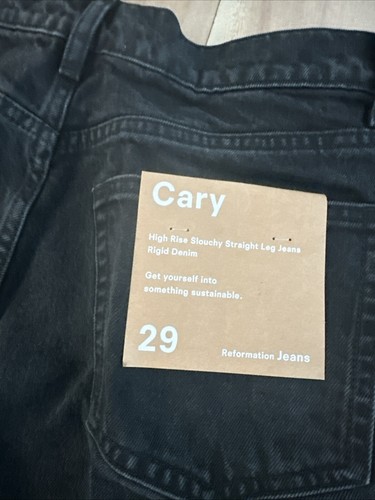 Cary
High Rise Slouchy Straight Leg Jeans
Rigid Denim
Get yourself into
something sustainable.
29
Reformation Jeans